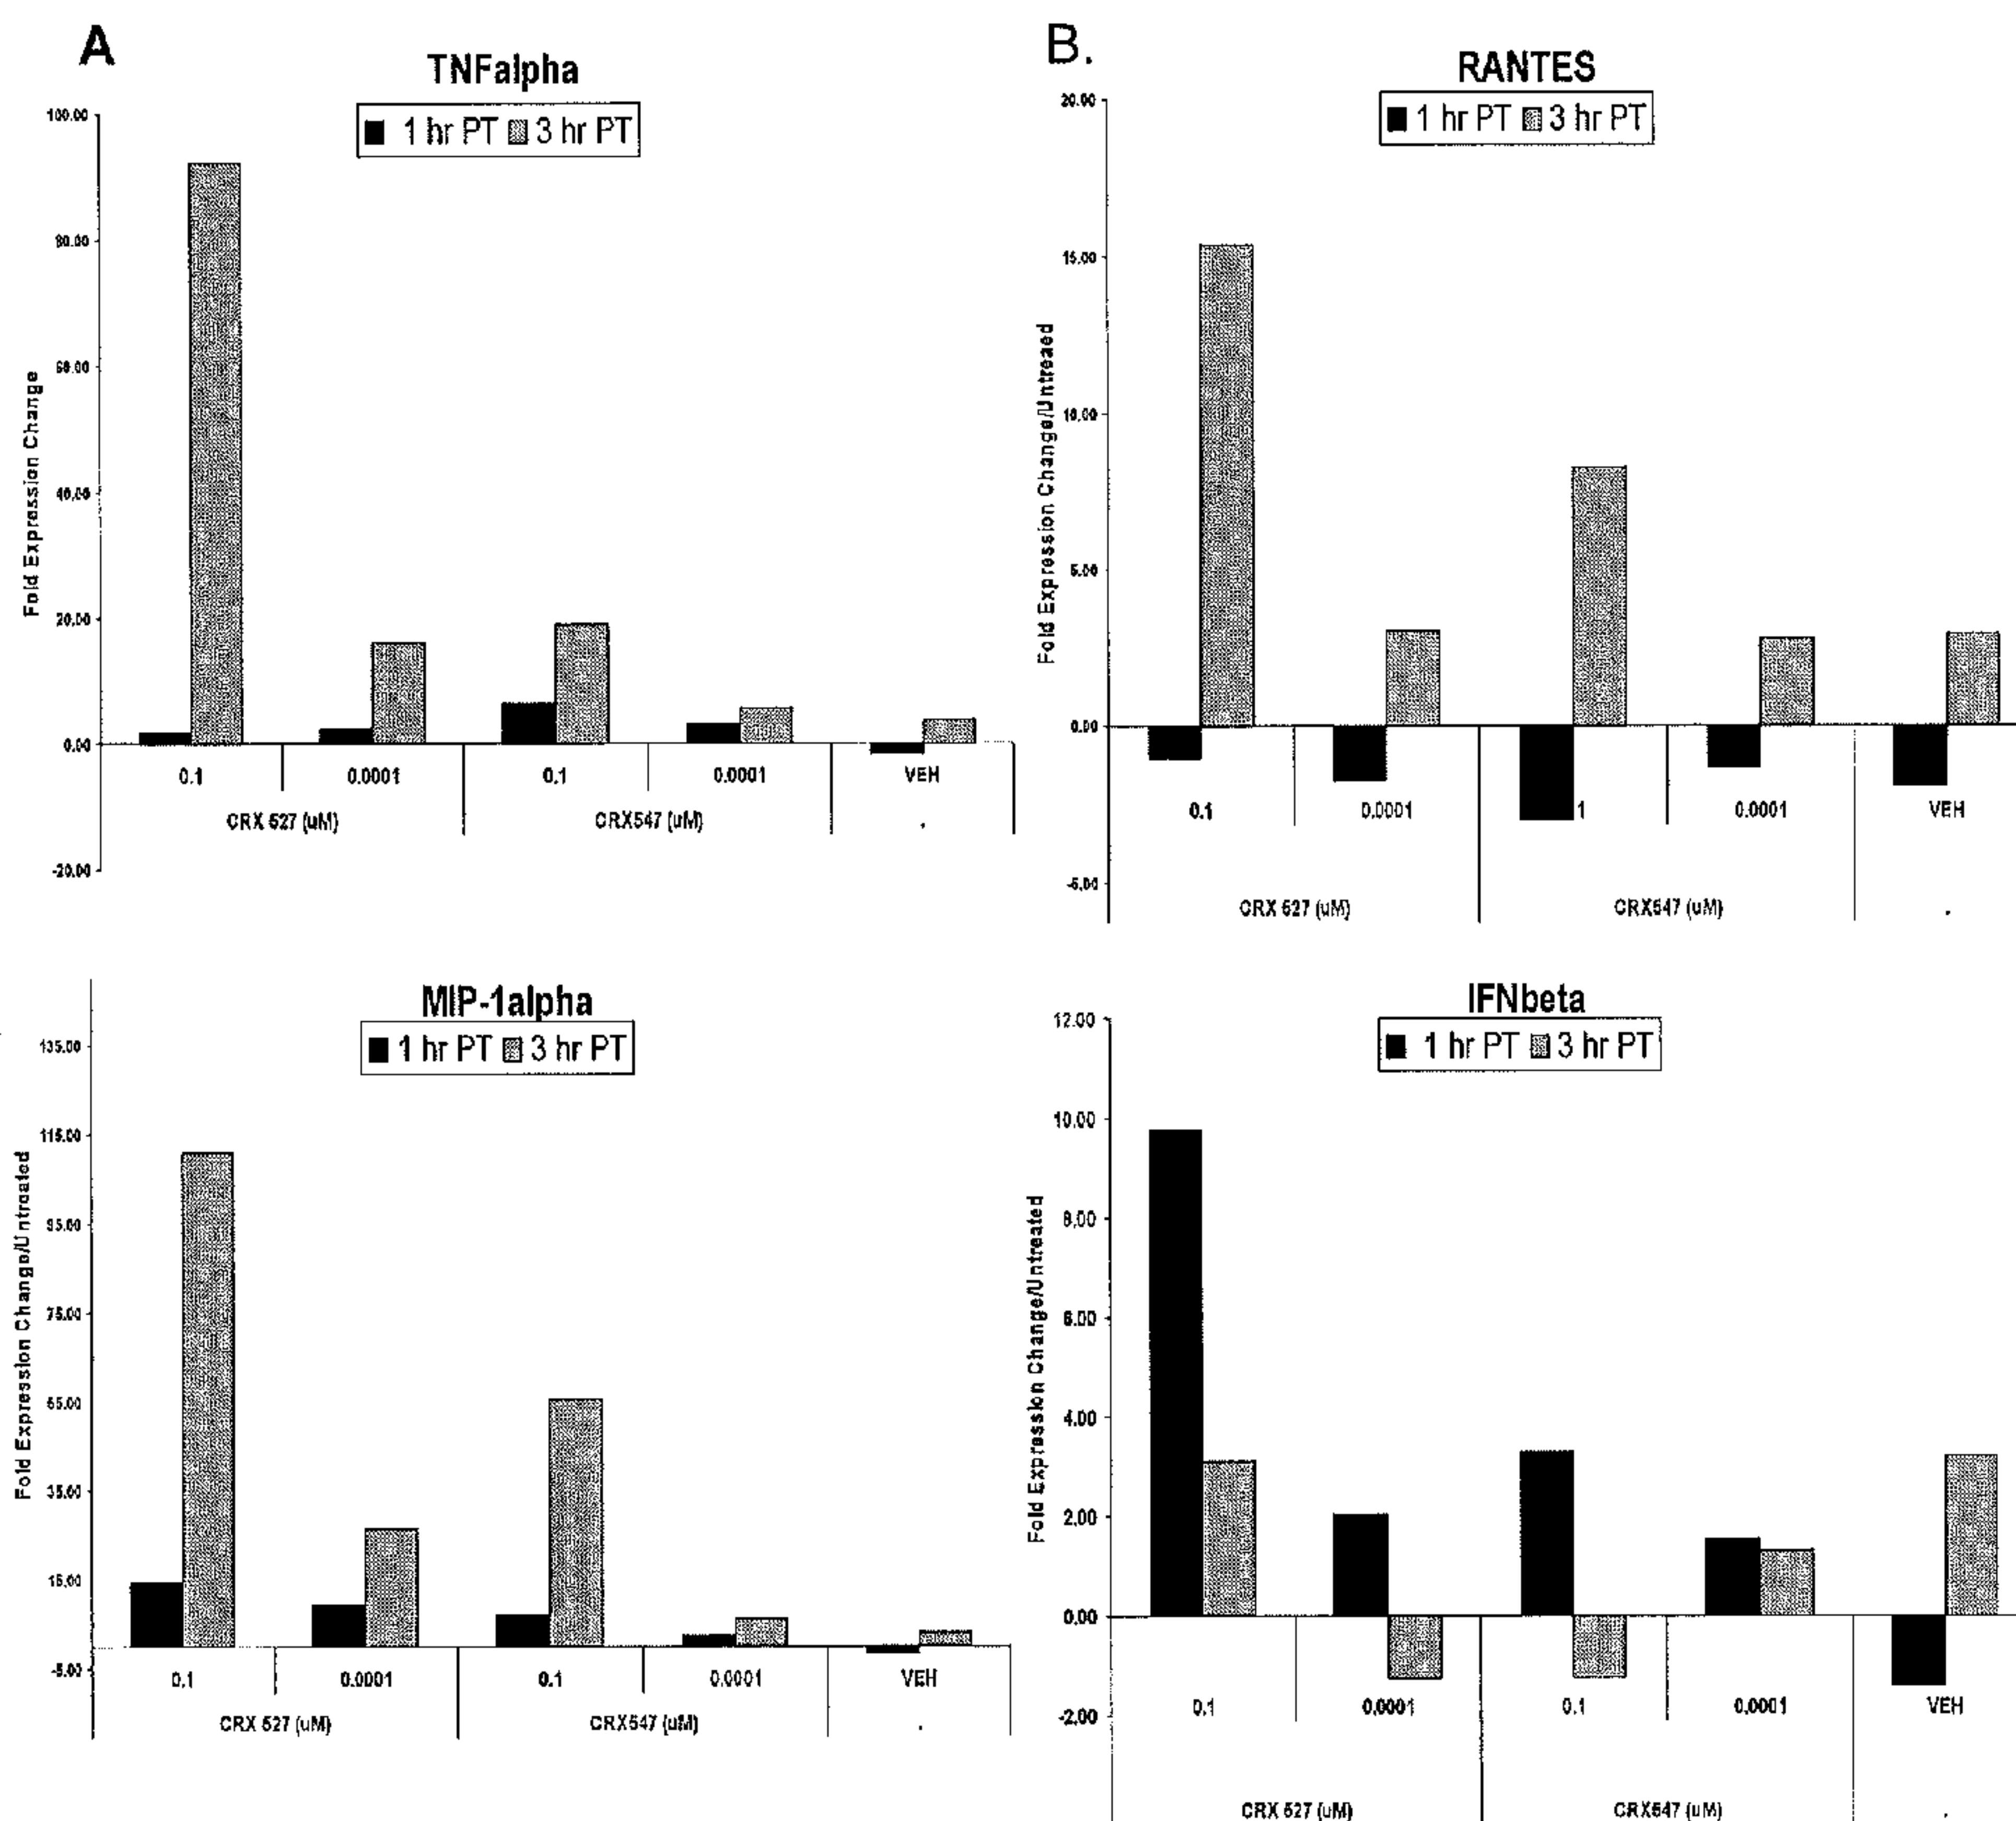 A
TNFalpha
1 hr PT 3 hr PT
100.00
80.00
60.00
40.00
20.00
0.00
-20.00
Fold Expression Change
0.1 0.0001 0.1 0.0001 VEH
CRX 527 (uM) CRX547 (uM) .
B.
RANTES
1 hr PT 3 hr PT
20.00
15.00
10.00
5.00
0.00
-5.00
Fold Expression Change/Untreaed
0.1 0.0001 1 0.0001 VEH
CRX 527 (uM) CRX547 (uM) .
MIP-1alpha
1 hr PT 3 hr PT
135.00
115.00
95.00
75.00
55.00
35.00
15.00
-5.00
Fold Expression Change/Untreated
0.1 0.0001 0.1 0.0001 VEH
CRX 527 (uM) CRX547 (uM) .
IFNbeta
1 hr PT 3 hr PT
12.00
10.00
8.00
6.00
4.00
2.00
0.00
-2.00
Fold Expression Change/Untreated
0.1 0.0001 0.1 0.0001 VEH
CRX 527 (uM) CRX547 (uM) .